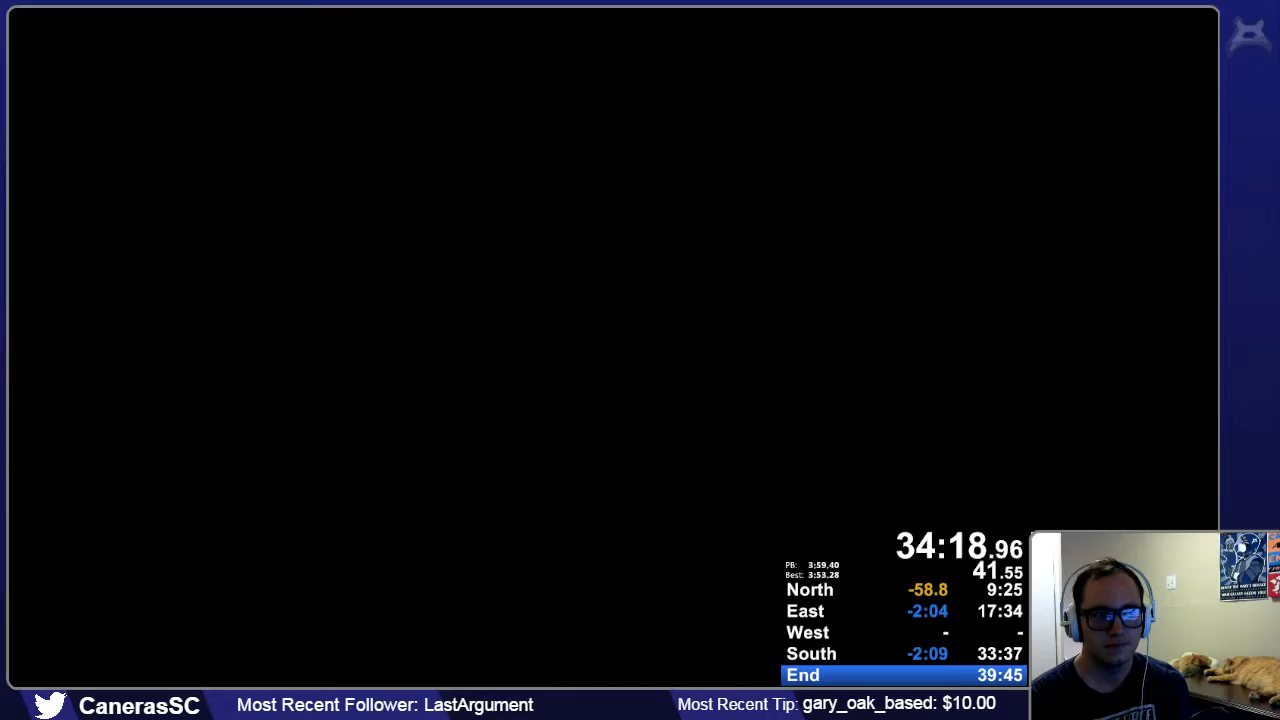 34:18.96
PB: 3:59.40
41.55
Best: 3:53.28
North -58.8 9:25
East -2:04 17:34
West - -
South -2:09 33:37
End 39:45
CanerasSC
Most Recent Follower: LastArgument
Most Recent Tip: gary_oak_based: $10.00